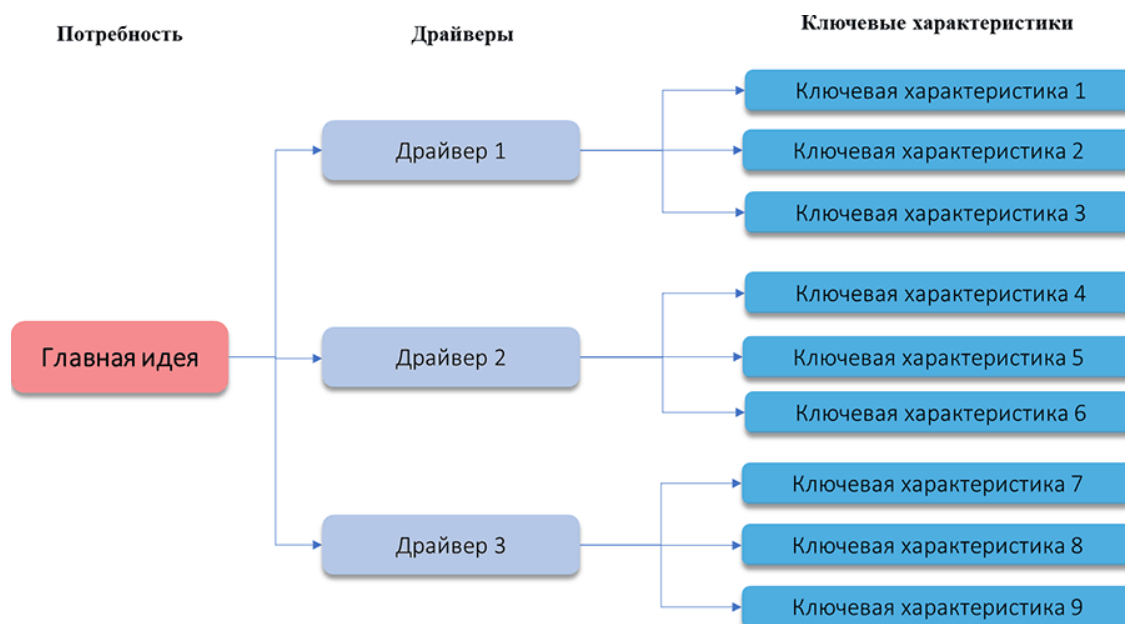 Потребность
Драйверы
Ключевые характеристики
Главная идея
Драйвер 1
Ключевая характеристика 1
Ключевая характеристика 2
Ключевая характеристика 3
Драйвер 2
Ключевая характеристика 4
Ключевая характеристика 5
Ключевая характеристика 6
Драйвер 3
Ключевая характеристика 7
Ключевая характеристика 8
Ключевая характеристика 9